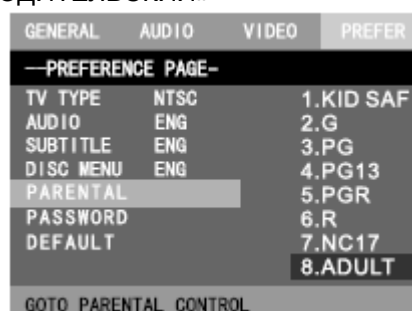 GENERAL AUDIO VIDEO PREFER
--PREFERENCE PAGE-
TV TYPE NTSC 1.KID SAF
AUDIO ENG 2.G
SUBTITLE ENG 3.PG
DISC MENU ENG 4.PG13
PARENTAL 5.PGR
PASSWORD 6.R
DEFAULT 7.NC17
8.ADULT
GOTO PARENTAL CONTROL